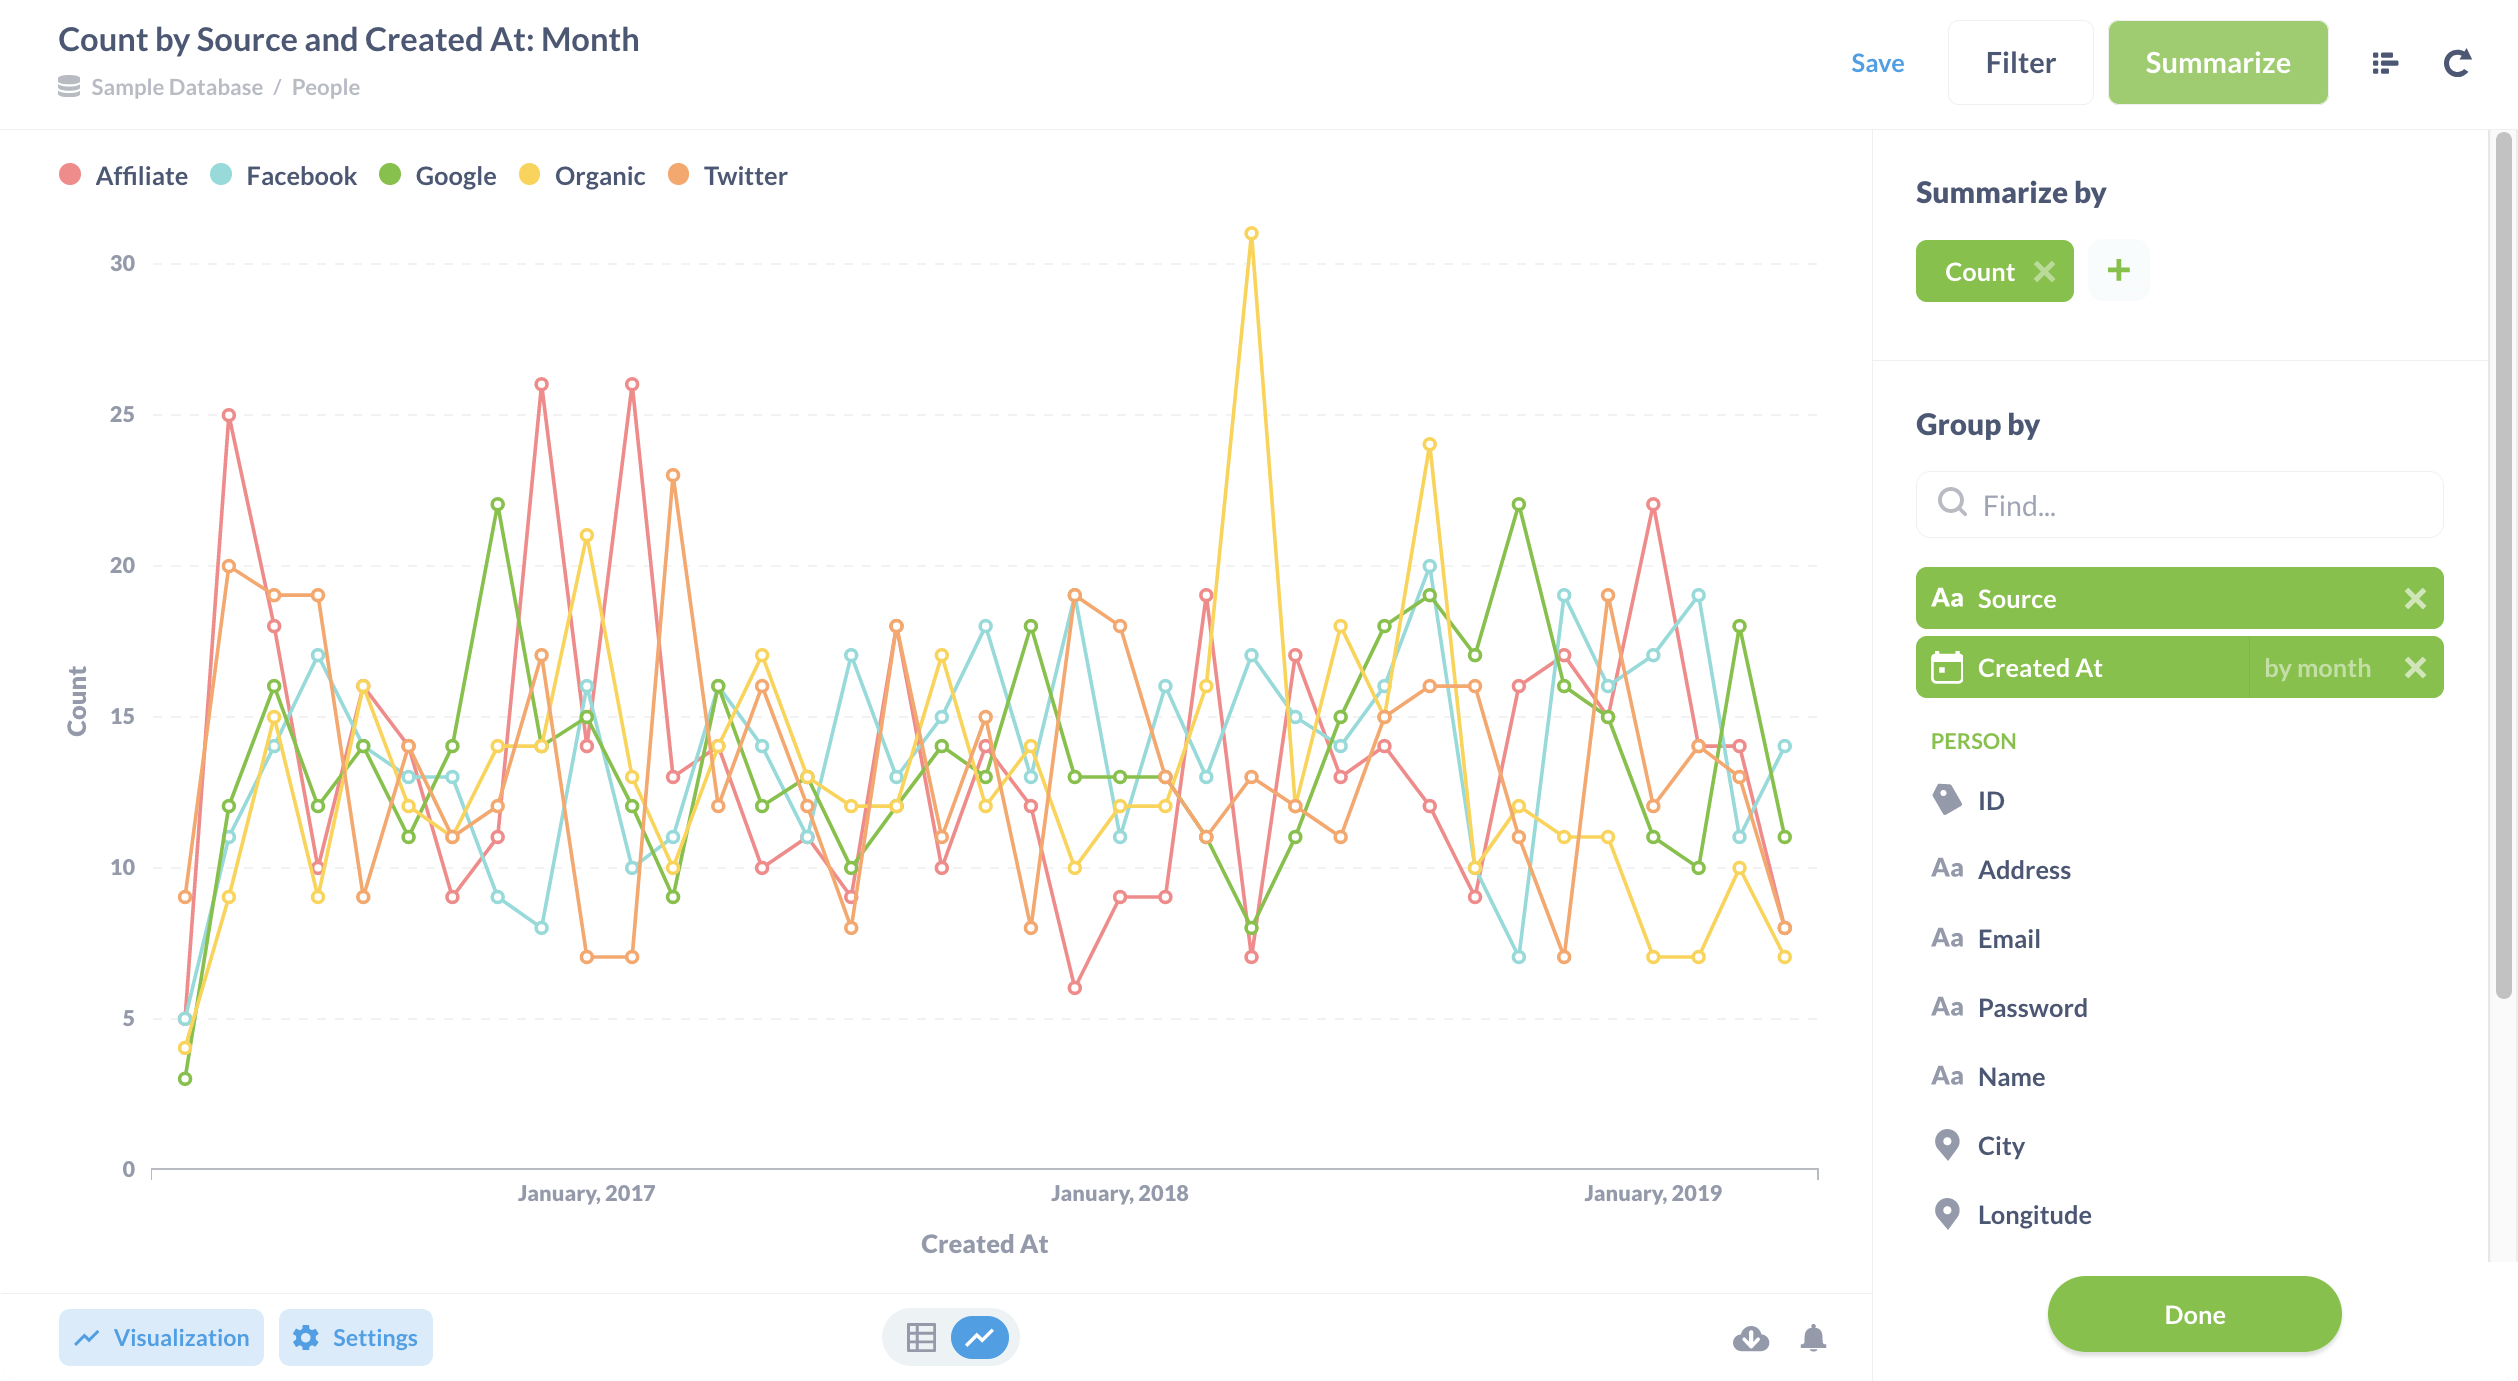 Count by Source and Created At: Month
Sample Database / People
Save
Filter
Summarize
Affiliate Facebook Google Organic Twitter
30
25
20
15
10
5
0
Count
January, 2017 January, 2018 January, 2019
Created At
Visualization Settings
Summarize by
Count
Group by
Find...
Aa Source
Created At by month
PERSON
ID
Aa Address
Aa Email
Aa Password
Aa Name
City
Longitude
Done